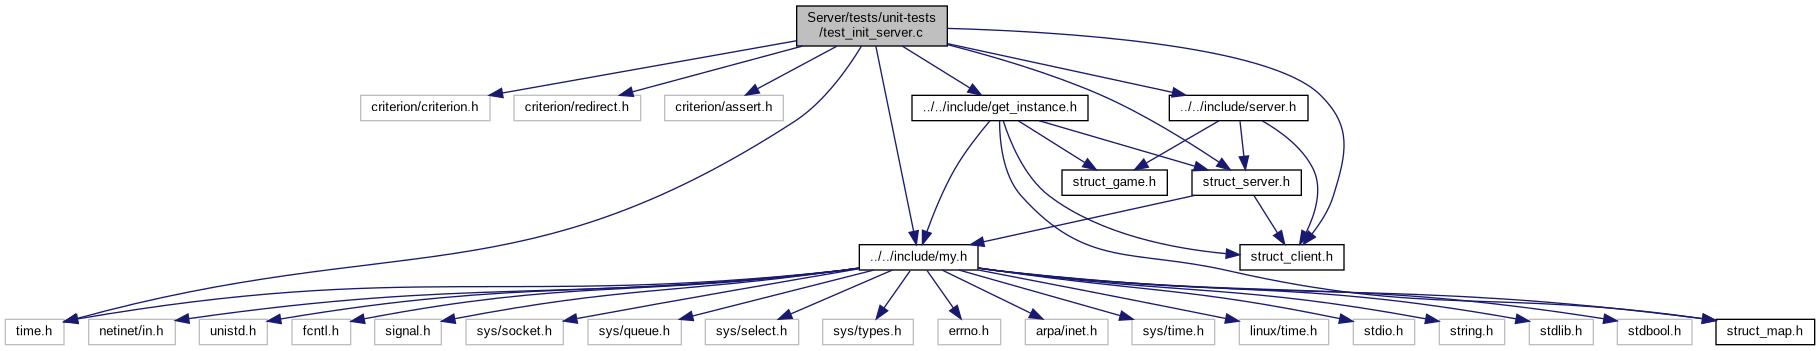 Server/tests/unit-tests
/test_init_server.c
criterion/criterion.h
criterion/redirect.h
criterion/assert.h
../../include/get_instance.h
../../include/server.h
struct_game.h
struct_server.h
../../include/my.h
struct_client.h
time.h
netinet/in.h
unistd.h
fcntl.h
signal.h
sys/socket.h
sys/queue.h
sys/select.h
sys/types.h
errno.h
arpa/inet.h
sys/time.h
linux/time.h
stdio.h
string.h
stdlib.h
stdbool.h
struct_map.h